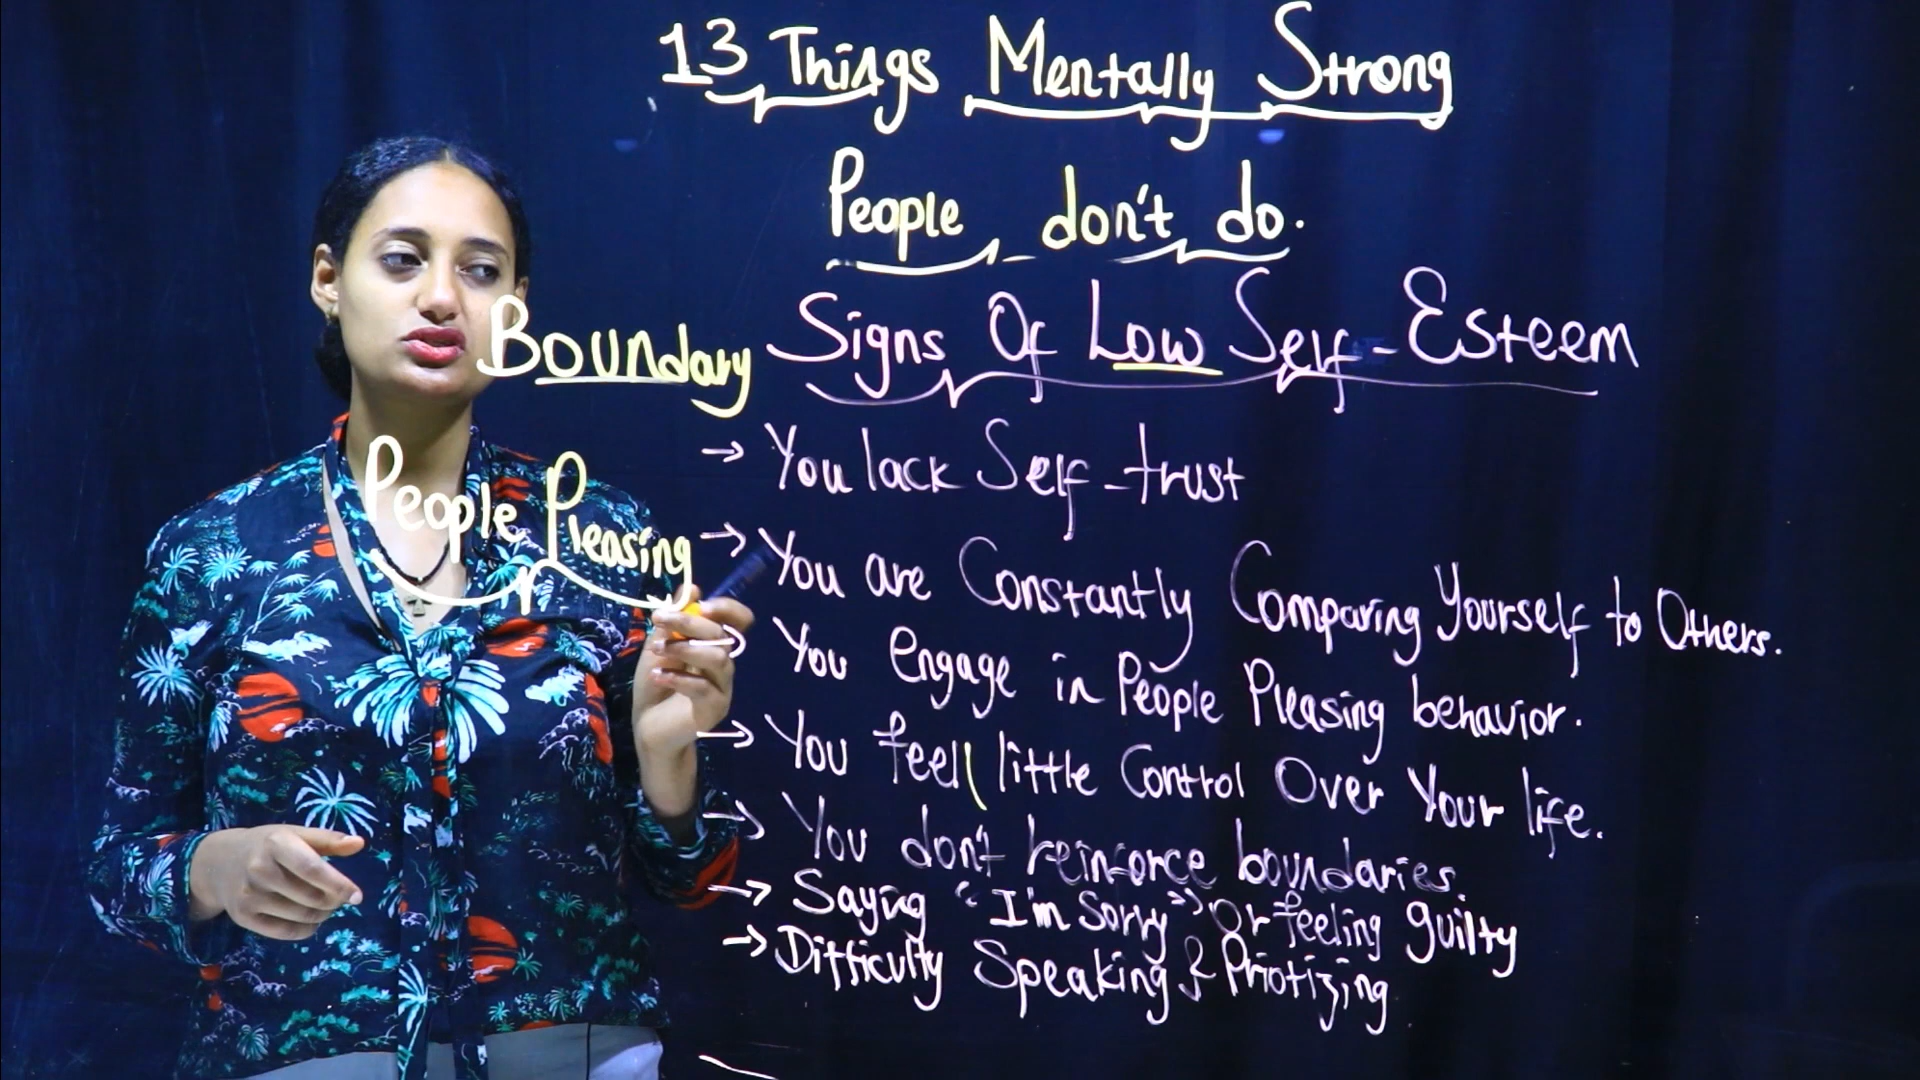 13 Things Mentally Strong
People don't do.
Boundary
Signs Of Low Self-Esteem
People Pleasing
→ You lack Self-trust
→ You are Constantly Comparing Yourself to Others.
→ You engage in People Pleasing behavior.
→ You feel little Control Over Your life.
→ You don't reinforce boundaries.
→ Saying "I'm Sorry" or feeling guilty
→ Difficulty Speaking & Priotizing